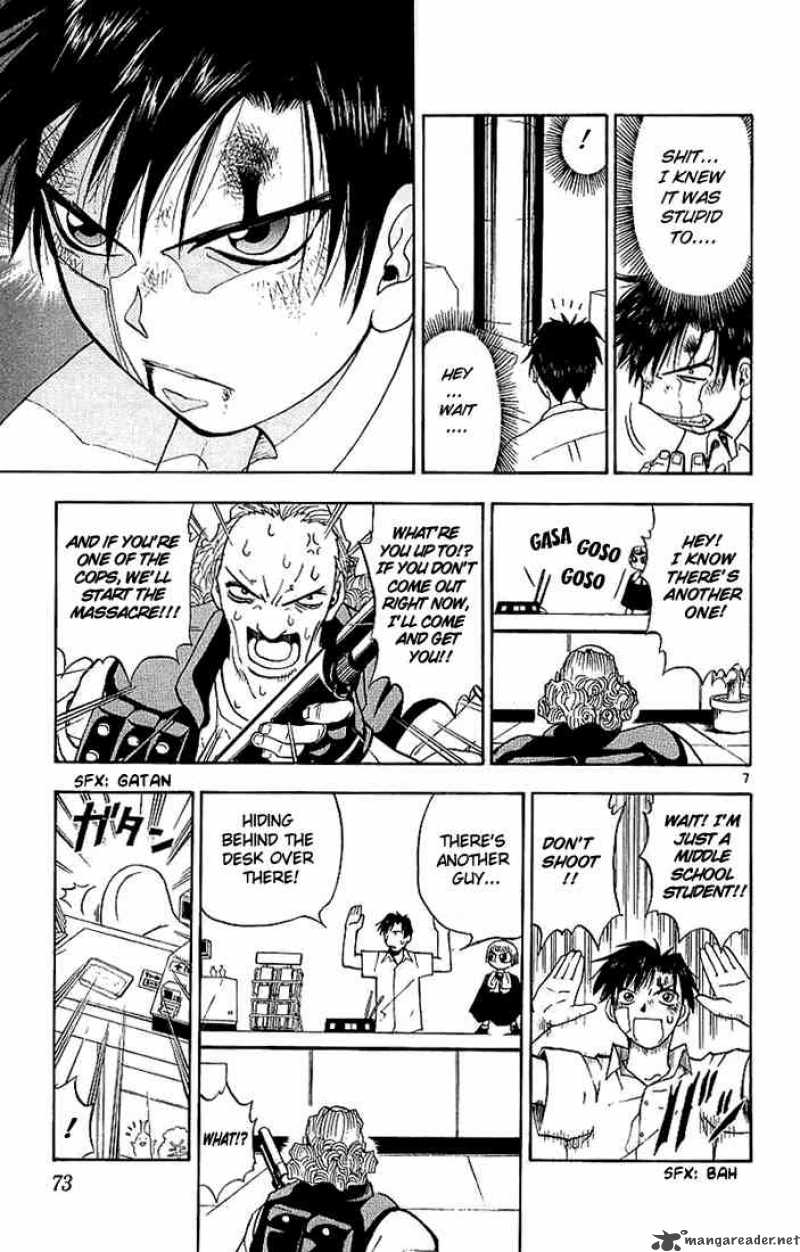 SHIT...
I KNEW
IT WAS
STUPID
TO....
!
HEY
...
WAIT
....
HEY!
I KNOW
THERE'S
ANOTHER
ONE!
GASA
GOSO
GOSO
WHAT'RE
YOU UP TO!?
IF YOU DON'T
COME OUT
RIGHT NOW,
I'LL COME
AND GET
YOU!!
AND IF YOU'RE
ONE OF THE
COPS, WE'LL
START THE
MASSACRE!!!
7
WAIT! I'M
JUST A
MIDDLE
SCHOOL
STUDENT!!
DON'T
SHOOT
!!
SFX: BAH
THERE'S
ANOTHER
GUY...
HIDING
BEHIND THE
DESK OVER
THERE!
WHAT!?
SFX: GATAN
ガタン
!
73
mangareader.net